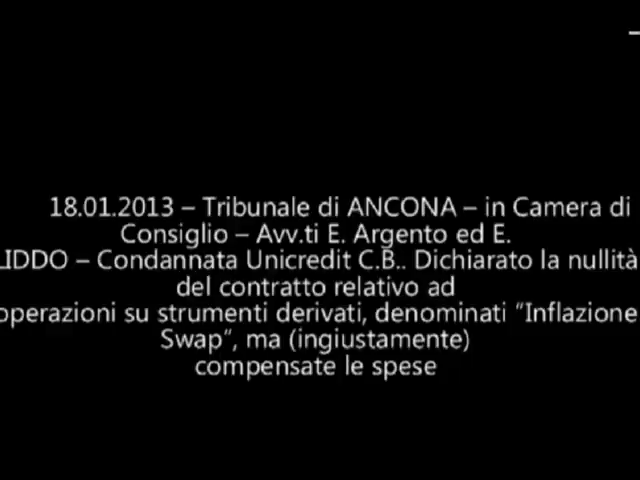 18.01.2013 – Tribunale di ANCONA – in Camera di
Consiglio – Avv.ti E. Argento ed E.
LIDDO – Condannata Unicredit C.B.. Dichiarato la nullità
del contratto relativo ad
operazioni su strumenti derivati, denominati “Inflazione
Swap”, ma (ingiustamente)
compensate le spese